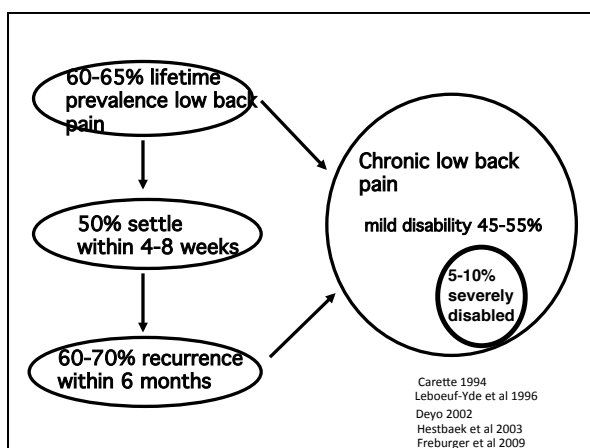 60-65% lifetime
prevalence low back
pain
50% settle
within 4-8 weeks
60-70% recurrence
within 6 months
Chronic low back
pain
mild disability 45-55%
5-10%
severely
disabled
Carette 1994
Leboeuf-Yde et al 1996
Deyo 2002
Hestbaek et al 2003
Freburger et al 2009